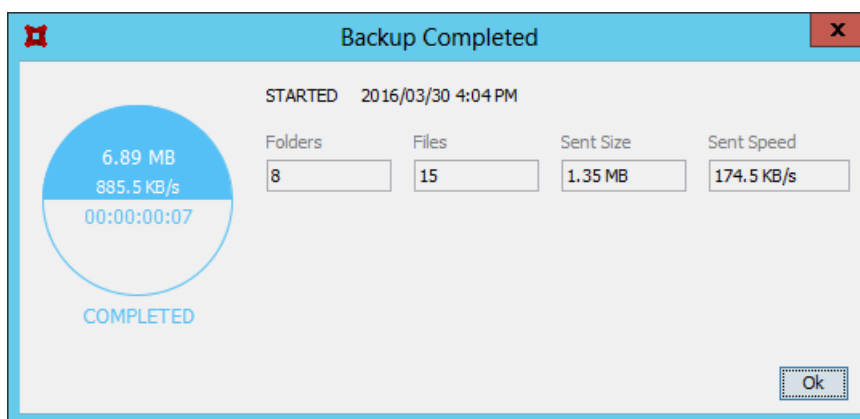 Backup Completed
x
STARTED 2016/03/30 4:04 PM
Folders Files Sent Size Sent Speed
8 15 1.35 MB 174.5 KB/s
6.89 MB
885.5 KB/s
00:00:00:07
COMPLETED
Ok